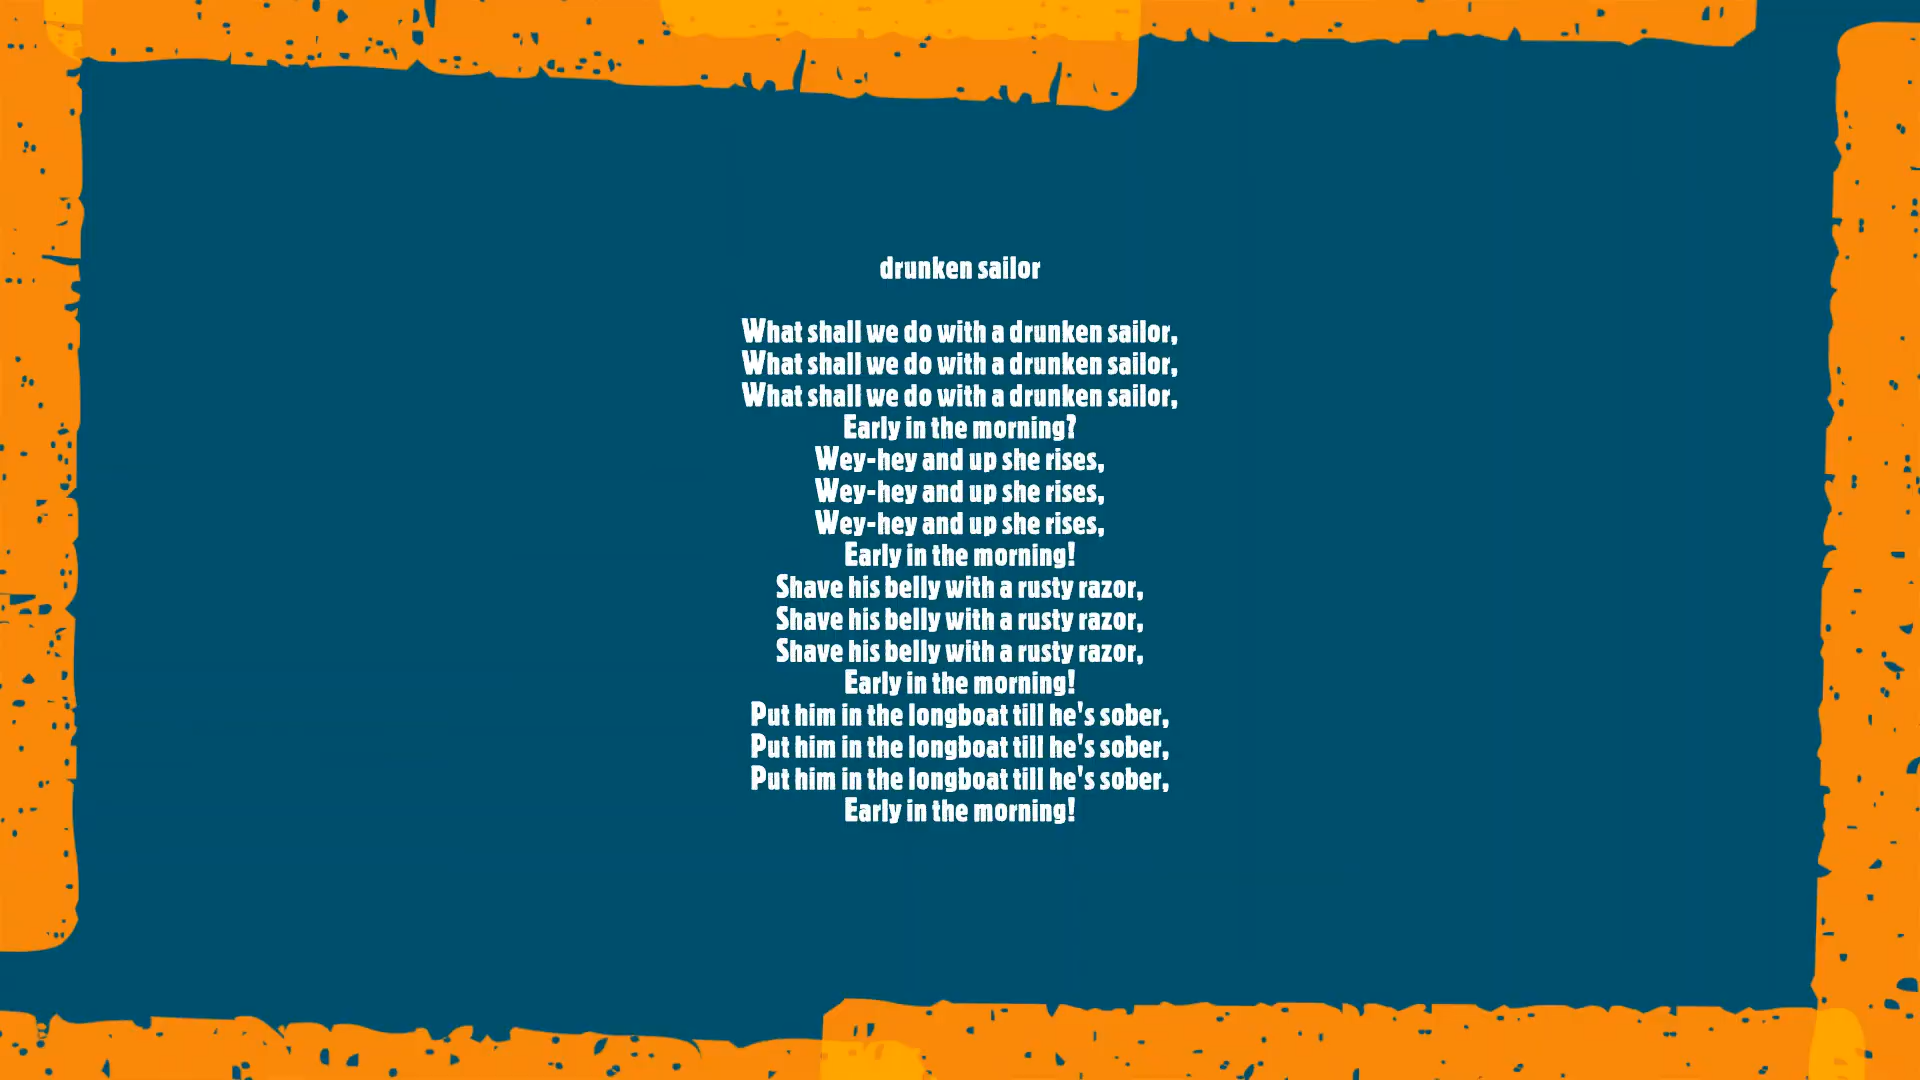 drunken sailor
What shall we do with a drunken sailor,
What shall we do with a drunken sailor,
What shall we do with a drunken sailor,
Early in the morning?
Wey-hey and up she rises,
Wey-hey and up she rises,
Wey-hey and up she rises,
Early in the morning!
Shave his belly with a rusty razor,
Shave his belly with a rusty razor,
Shave his belly with a rusty razor,
Early in the morning!
Put him in the longboat till he's sober,
Put him in the longboat till he's sober,
Put him in the longboat till he's sober,
Early in the morning!